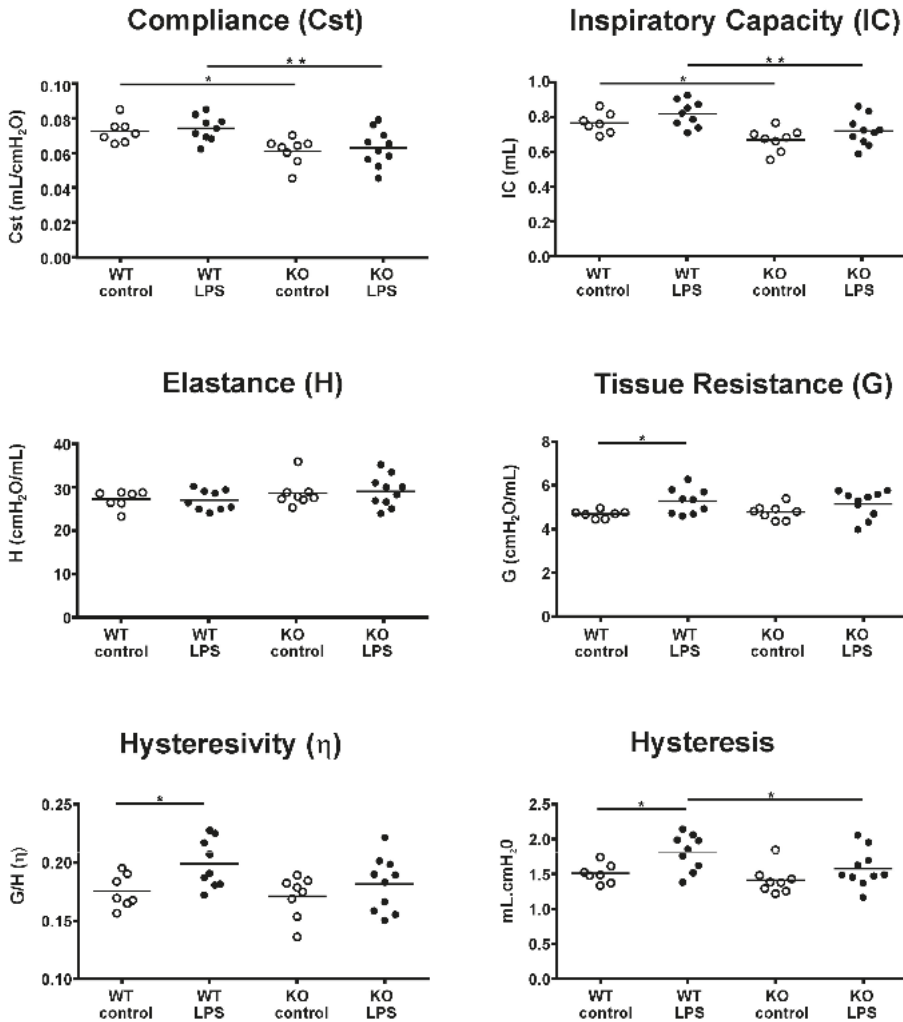 Compliance (Cst)
* *
*
0.10
0.08
0.06
0.04
0.02
0.00
Cst (mL/cmH₂O)
WT control
WT LPS
KO control
KO LPS
Inspiratory Capacity (IC)
* *
*
1.0
0.8
0.6
0.4
0.2
0.0
IC (mL)
WT control
WT LPS
KO control
KO LPS
Elastance (H)
40
30
20
10
0
H (cmH₂O/mL)
WT control
WT LPS
KO control
KO LPS
Tissue Resistance (G)
*
8
6
4
2
0
G (cmH₂O/mL)
WT control
WT LPS
KO control
KO LPS
Hysteresivity (η)
*
0.25
0.20
0.15
0.10
G/H (η)
WT control
WT LPS
KO control
KO LPS
Hysteresis
*
*
2.5
2.0
1.5
1.0
0.5
0.0
mL.cmH₂0
WT control
WT LPS
KO control
KO LPS